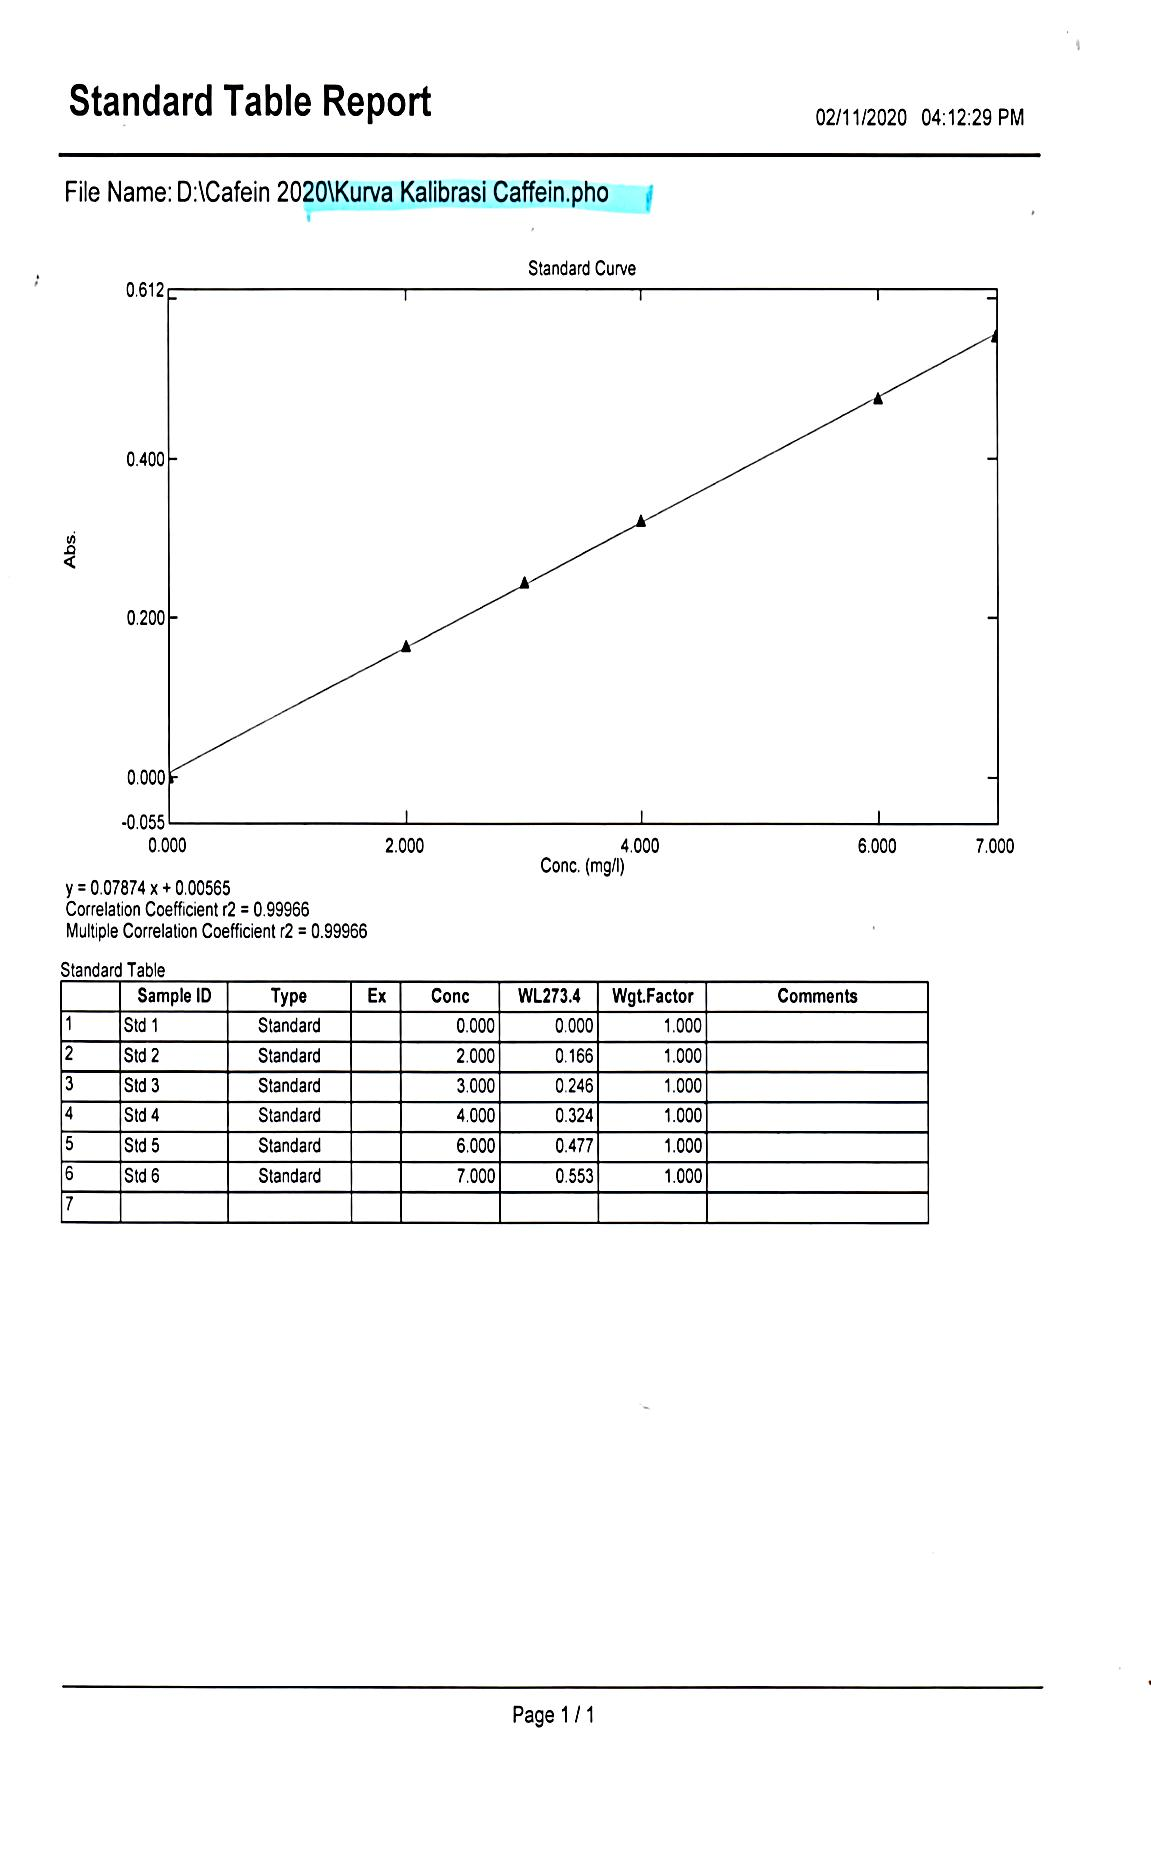 Standard Table Report
02/11/2020 04:12:29 PM
File Name: D:\Cafein 2020\Kurva Kalibrasi Caffein.pho
Standard Curve
0.612
0.400
Abs.
0.200
0.000
-0.055
0.000 2.000 4.000 6.000 7.000
Conc. (mg/l)
y = 0.07874 x + 0.00565
Correlation Coefficient r2 = 0.99966
Multiple Correlation Coefficient r2 = 0.99966
Standard Table
Sample ID Type Ex Conc WL273.4 Wgt.Factor Comments
1 Std 1 Standard 0.000 0.000 1.000
2 Std 2 Standard 2.000 0.166 1.000
3 Std 3 Standard 3.000 0.246 1.000
4 Std 4 Standard 4.000 0.324 1.000
5 Std 5 Standard 6.000 0.477 1.000
6 Std 6 Standard 7.000 0.553 1.000
7
Page 1 / 1